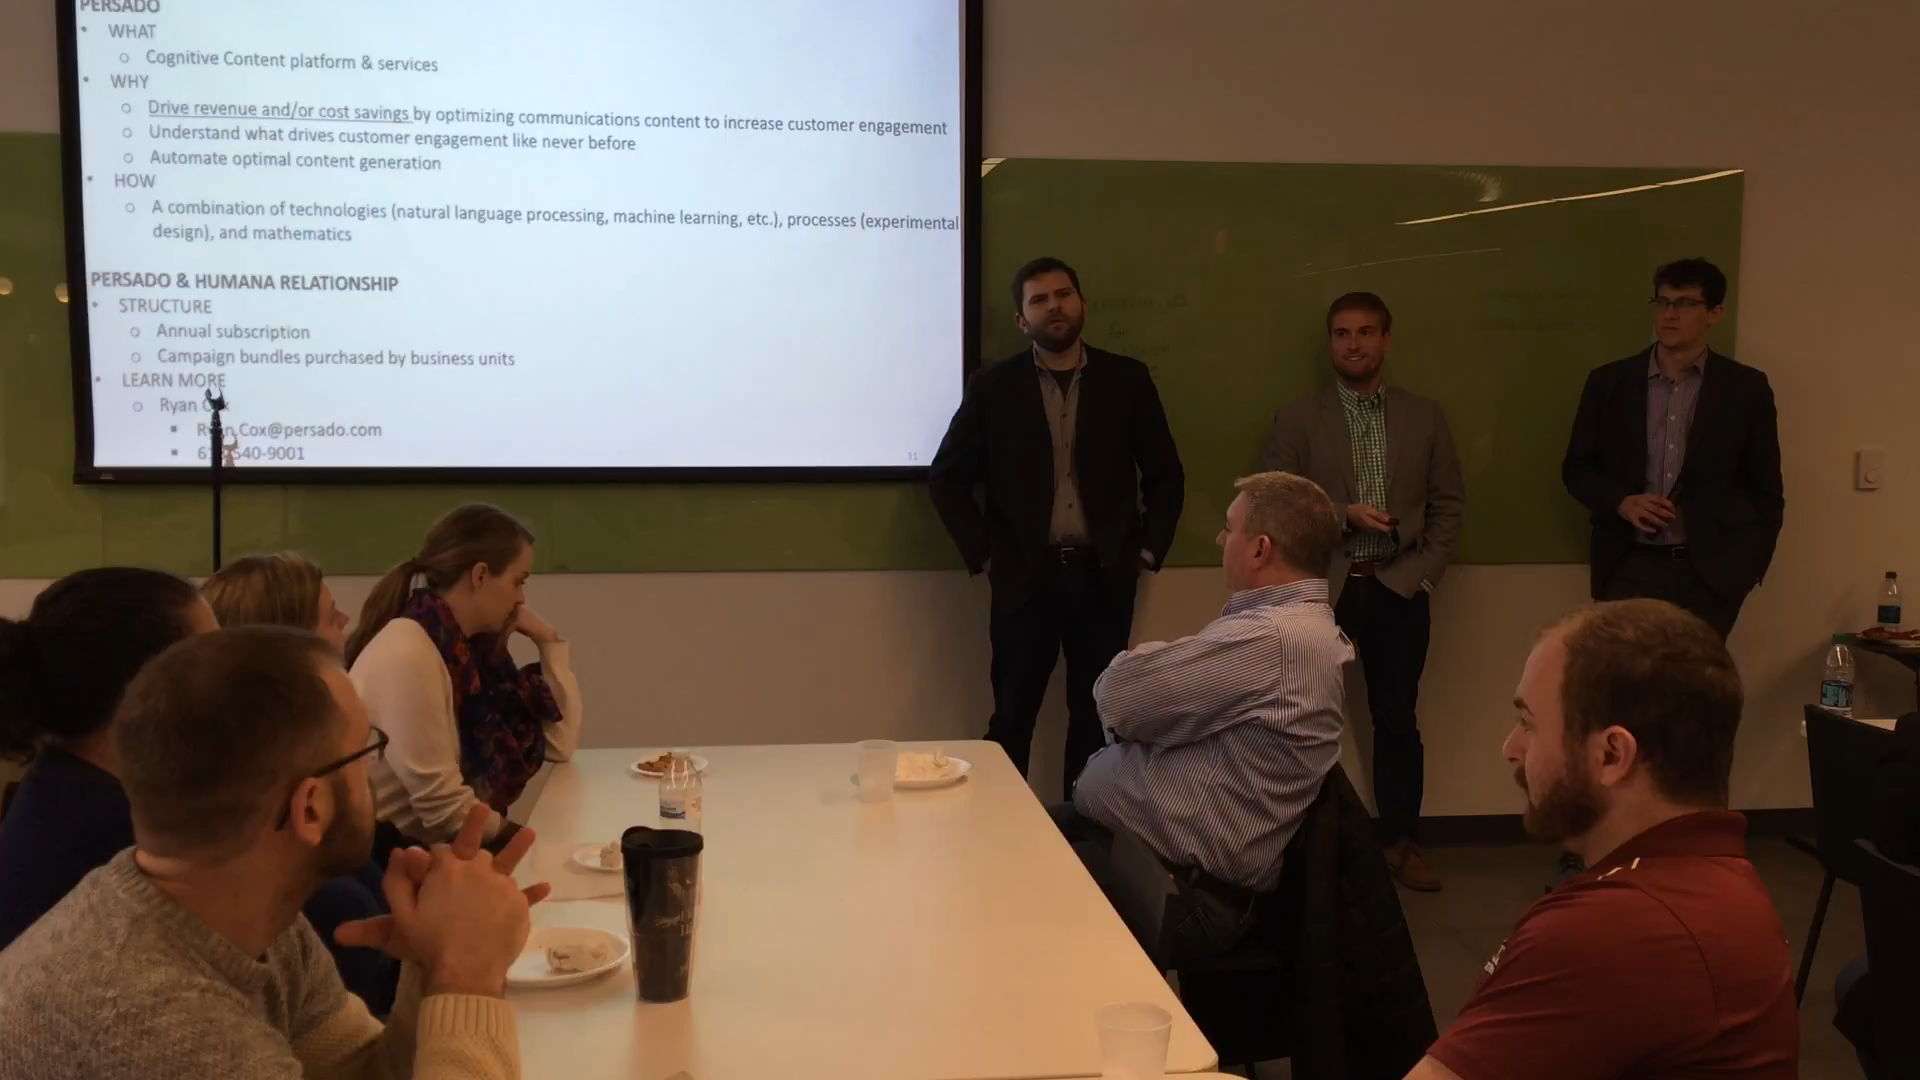 PERSADO
• WHAT
o Cognitive Content platform & services
• WHY
o Drive revenue and/or cost savings by optimizing communications content to increase customer engagement
o Understand what drives customer engagement like never before
o Automate optimal content generation
• HOW
o A combination of technologies (natural language processing, machine learning, etc.), processes (experimental
design), and mathematics
PERSADO & HUMANA RELATIONSHIP
• STRUCTURE
o Annual subscription
o Campaign bundles purchased by business units
• LEARN MORE
o Ryan
▪ Cox@persado.com
▪ 540-9001
31